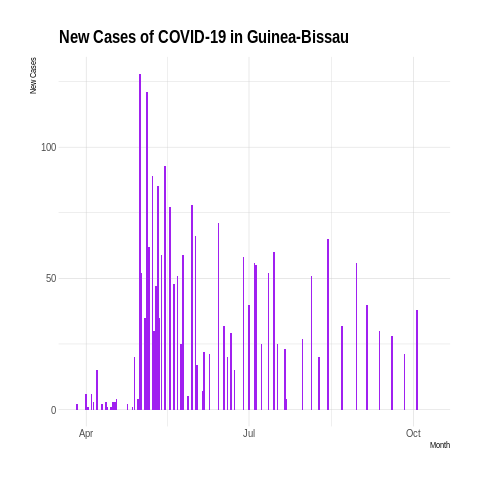 New Cases of COVID-19 in Guinea-Bissau
New Cases
100
50
0
Apr
Jul
Oct
Month